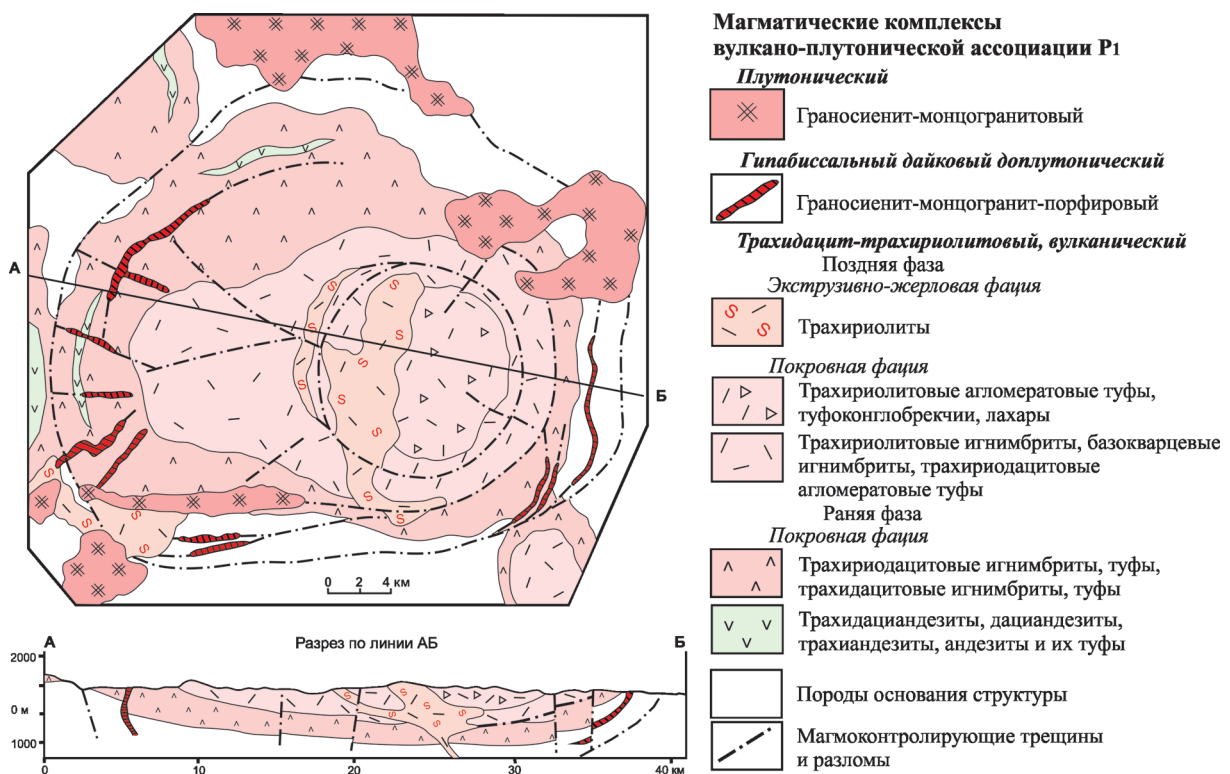 Магматические комплексы
вулкано-плутонической ассоциации P1
Плутонический
Граносиенит-монцогранитовый
Гипабиссальный дайковый доплутонический
Граносиенит-монцогранит-порфировый
Трахидацит-трахириолитовый, вулканический
Поздняя фаза
Экструзивно-жерловая фация
Трахириолиты
Покровная фация
Трахириолитовые агломератовые туфы,
туфоконглобрекчии, лахары
Трахириолитовые игнимбриты, базокварцевые
игнимбриты, трахириодацитовые
агломератовые туфы
Раняя фаза
Покровная фация
Трахириодацитовые игнимбриты, туфы,
трахидацитовые игнимбриты, туфы
Трахидациандезиты, дациандезиты,
трахиандезиты, андезиты и их туфы
Породы основания структуры
Магмоконтролирующие трещины
и разломы
А
Б
0 2 4 км
А Разрез по линии АБ Б
2000
0 м
1000
0 10 20 30 40 км